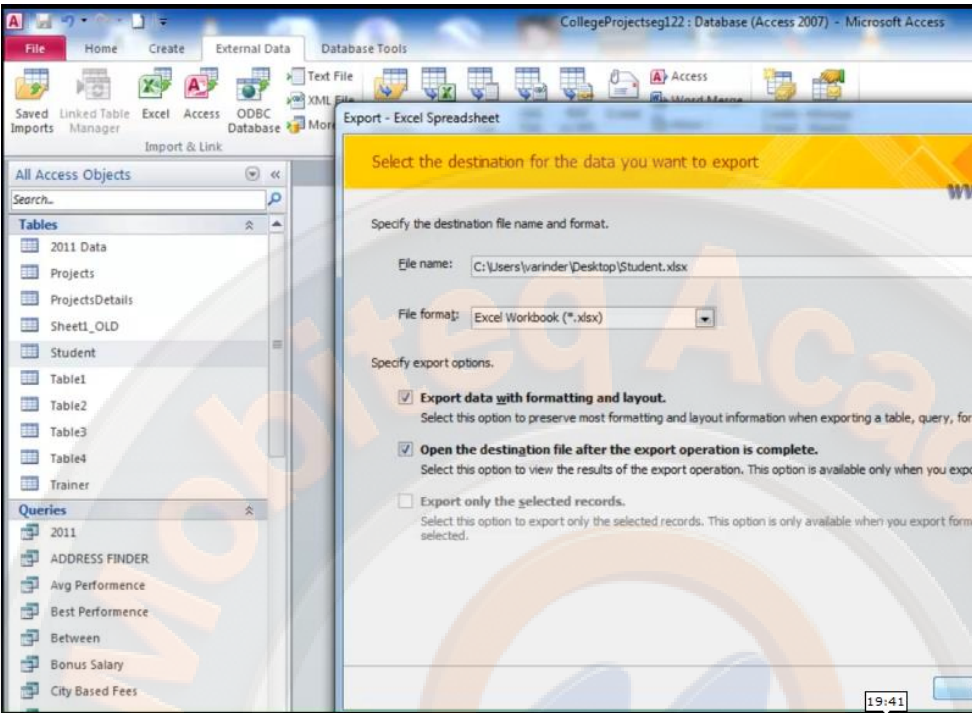 CollegeProjectseg122 : Database (Access 2007) - Microsoft Access
File Home Create External Data Database Tools
Saved Imports
Linked Table Manager
Excel
Access
ODBC Database
Text File
XML File
More
Access
Word Merge
Import & Link
Export - Excel Spreadsheet
Select the destination for the data you want to export
All Access Objects
Search..
Tables
2011 Data
Projects
ProjectsDetails
Sheet1_OLD
Student
Table1
Table2
Table3
Table4
Trainer
Queries
2011
ADDRESS FINDER
Avg Performence
Best Performence
Between
Bonus Salary
City Based Fees
Specify the destination file name and format.
File name: C:\Users\varinder\Desktop\Student.xlsx
File format: Excel Workbook (*.xlsx)
Specify export options.
Export data with formatting and layout.
Select this option to preserve most formatting and layout information when exporting a table, query, for
Open the destination file after the export operation is complete.
Select this option to view the results of the export operation. This option is available only when you expo
Export only the selected records.
Select this option to export only the selected records. This option is only available when you export form
selected.
Mobiteq Acad
19:41